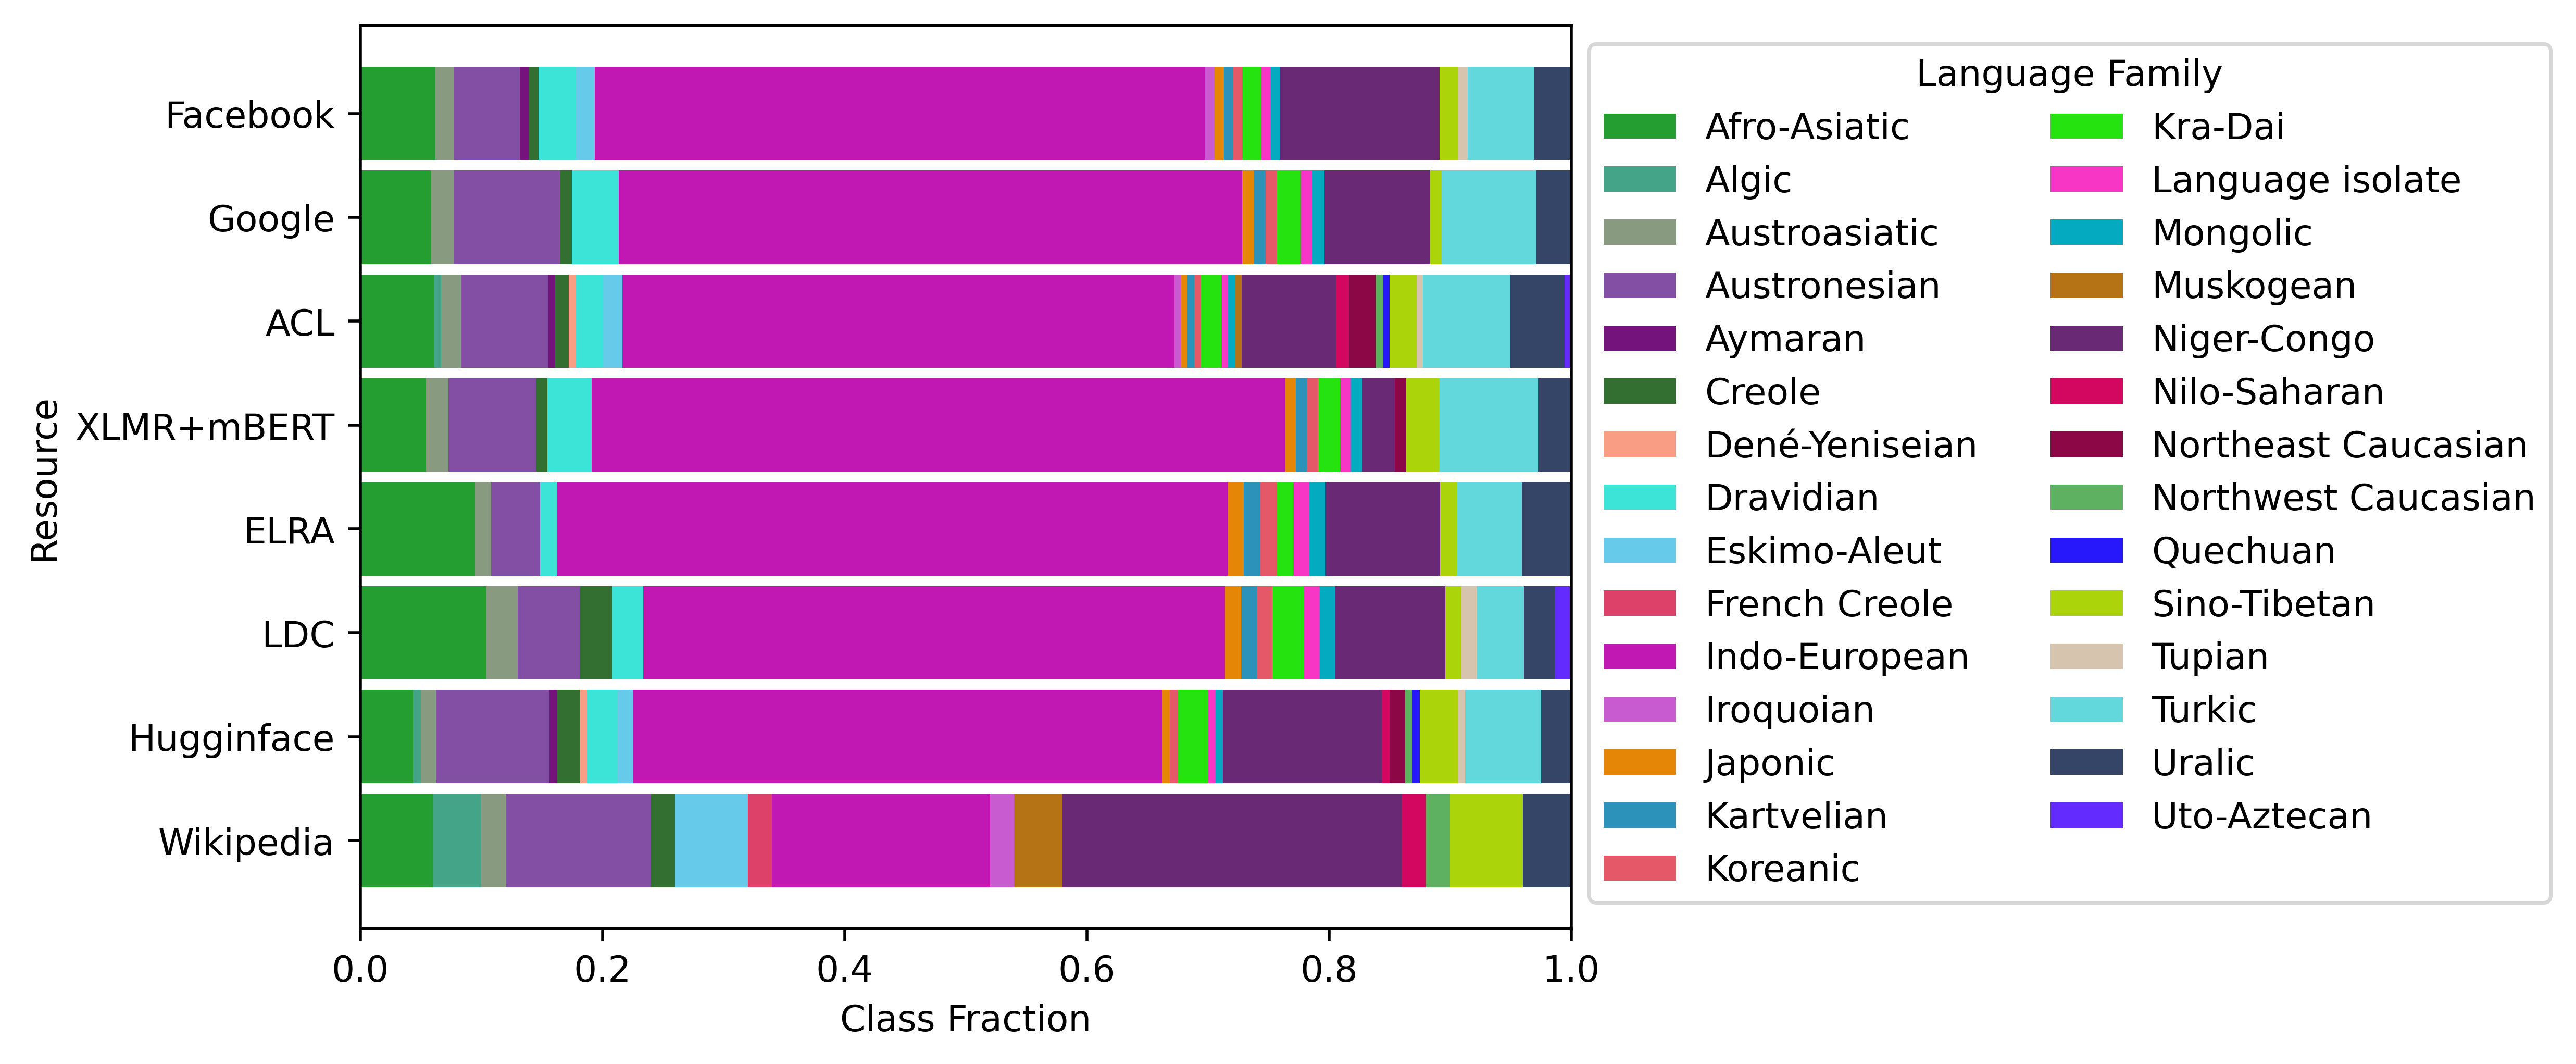 Resource
Facebook
Google
ACL
XLMR+mBERT
ELRA
LDC
Hugginface
Wikipedia
0.0 0.2 0.4 0.6 0.8 1.0
Class Fraction
Language Family
Afro-Asiatic
Algic
Austroasiatic
Austronesian
Aymaran
Creole
Dené-Yeniseian
Dravidian
Eskimo-Aleut
French Creole
Indo-European
Iroquoian
Japonic
Kartvelian
Koreanic
Kra-Dai
Language isolate
Mongolic
Muskogean
Niger-Congo
Nilo-Saharan
Northeast Caucasian
Northwest Caucasian
Quechuan
Sino-Tibetan
Tupian
Turkic
Uralic
Uto-Aztecan